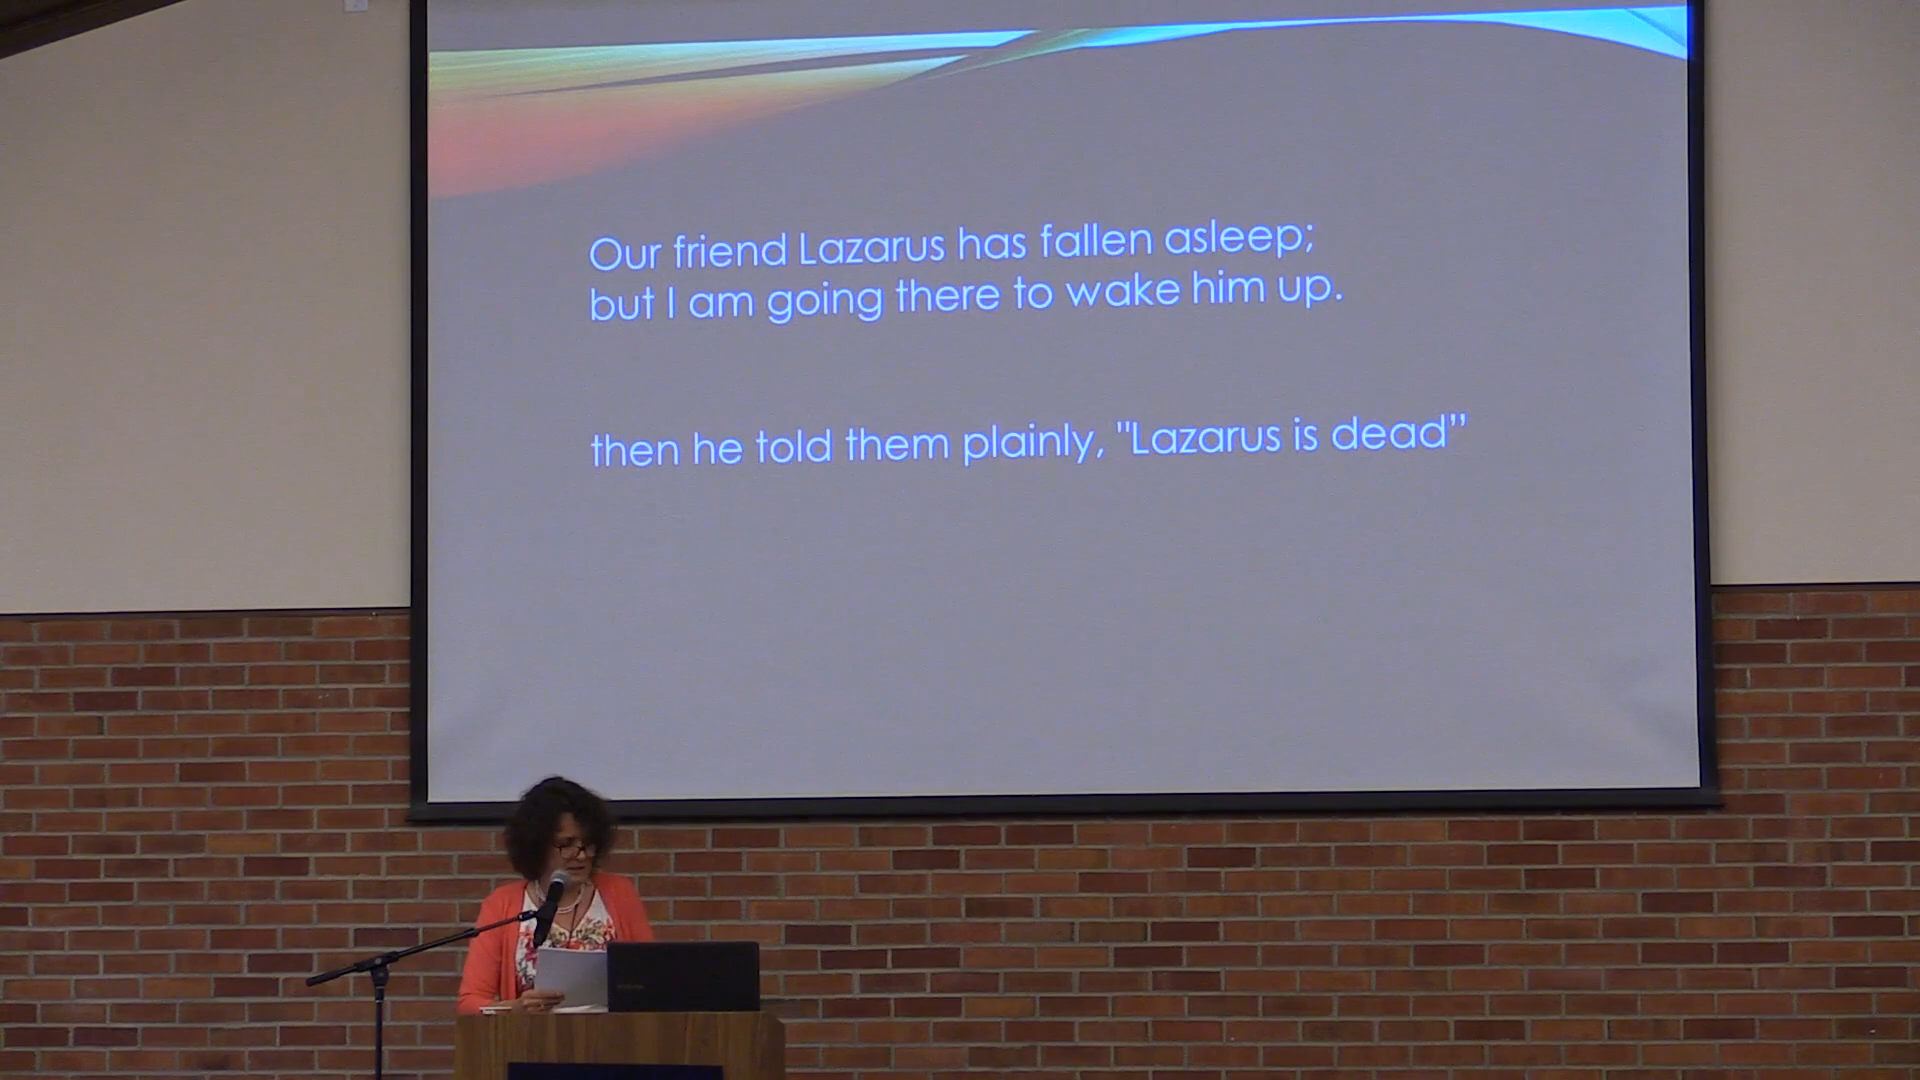 Our friend Lazarus has fallen asleep;
but I am going there to wake him up.
then he told them plainly, "Lazarus is dead”